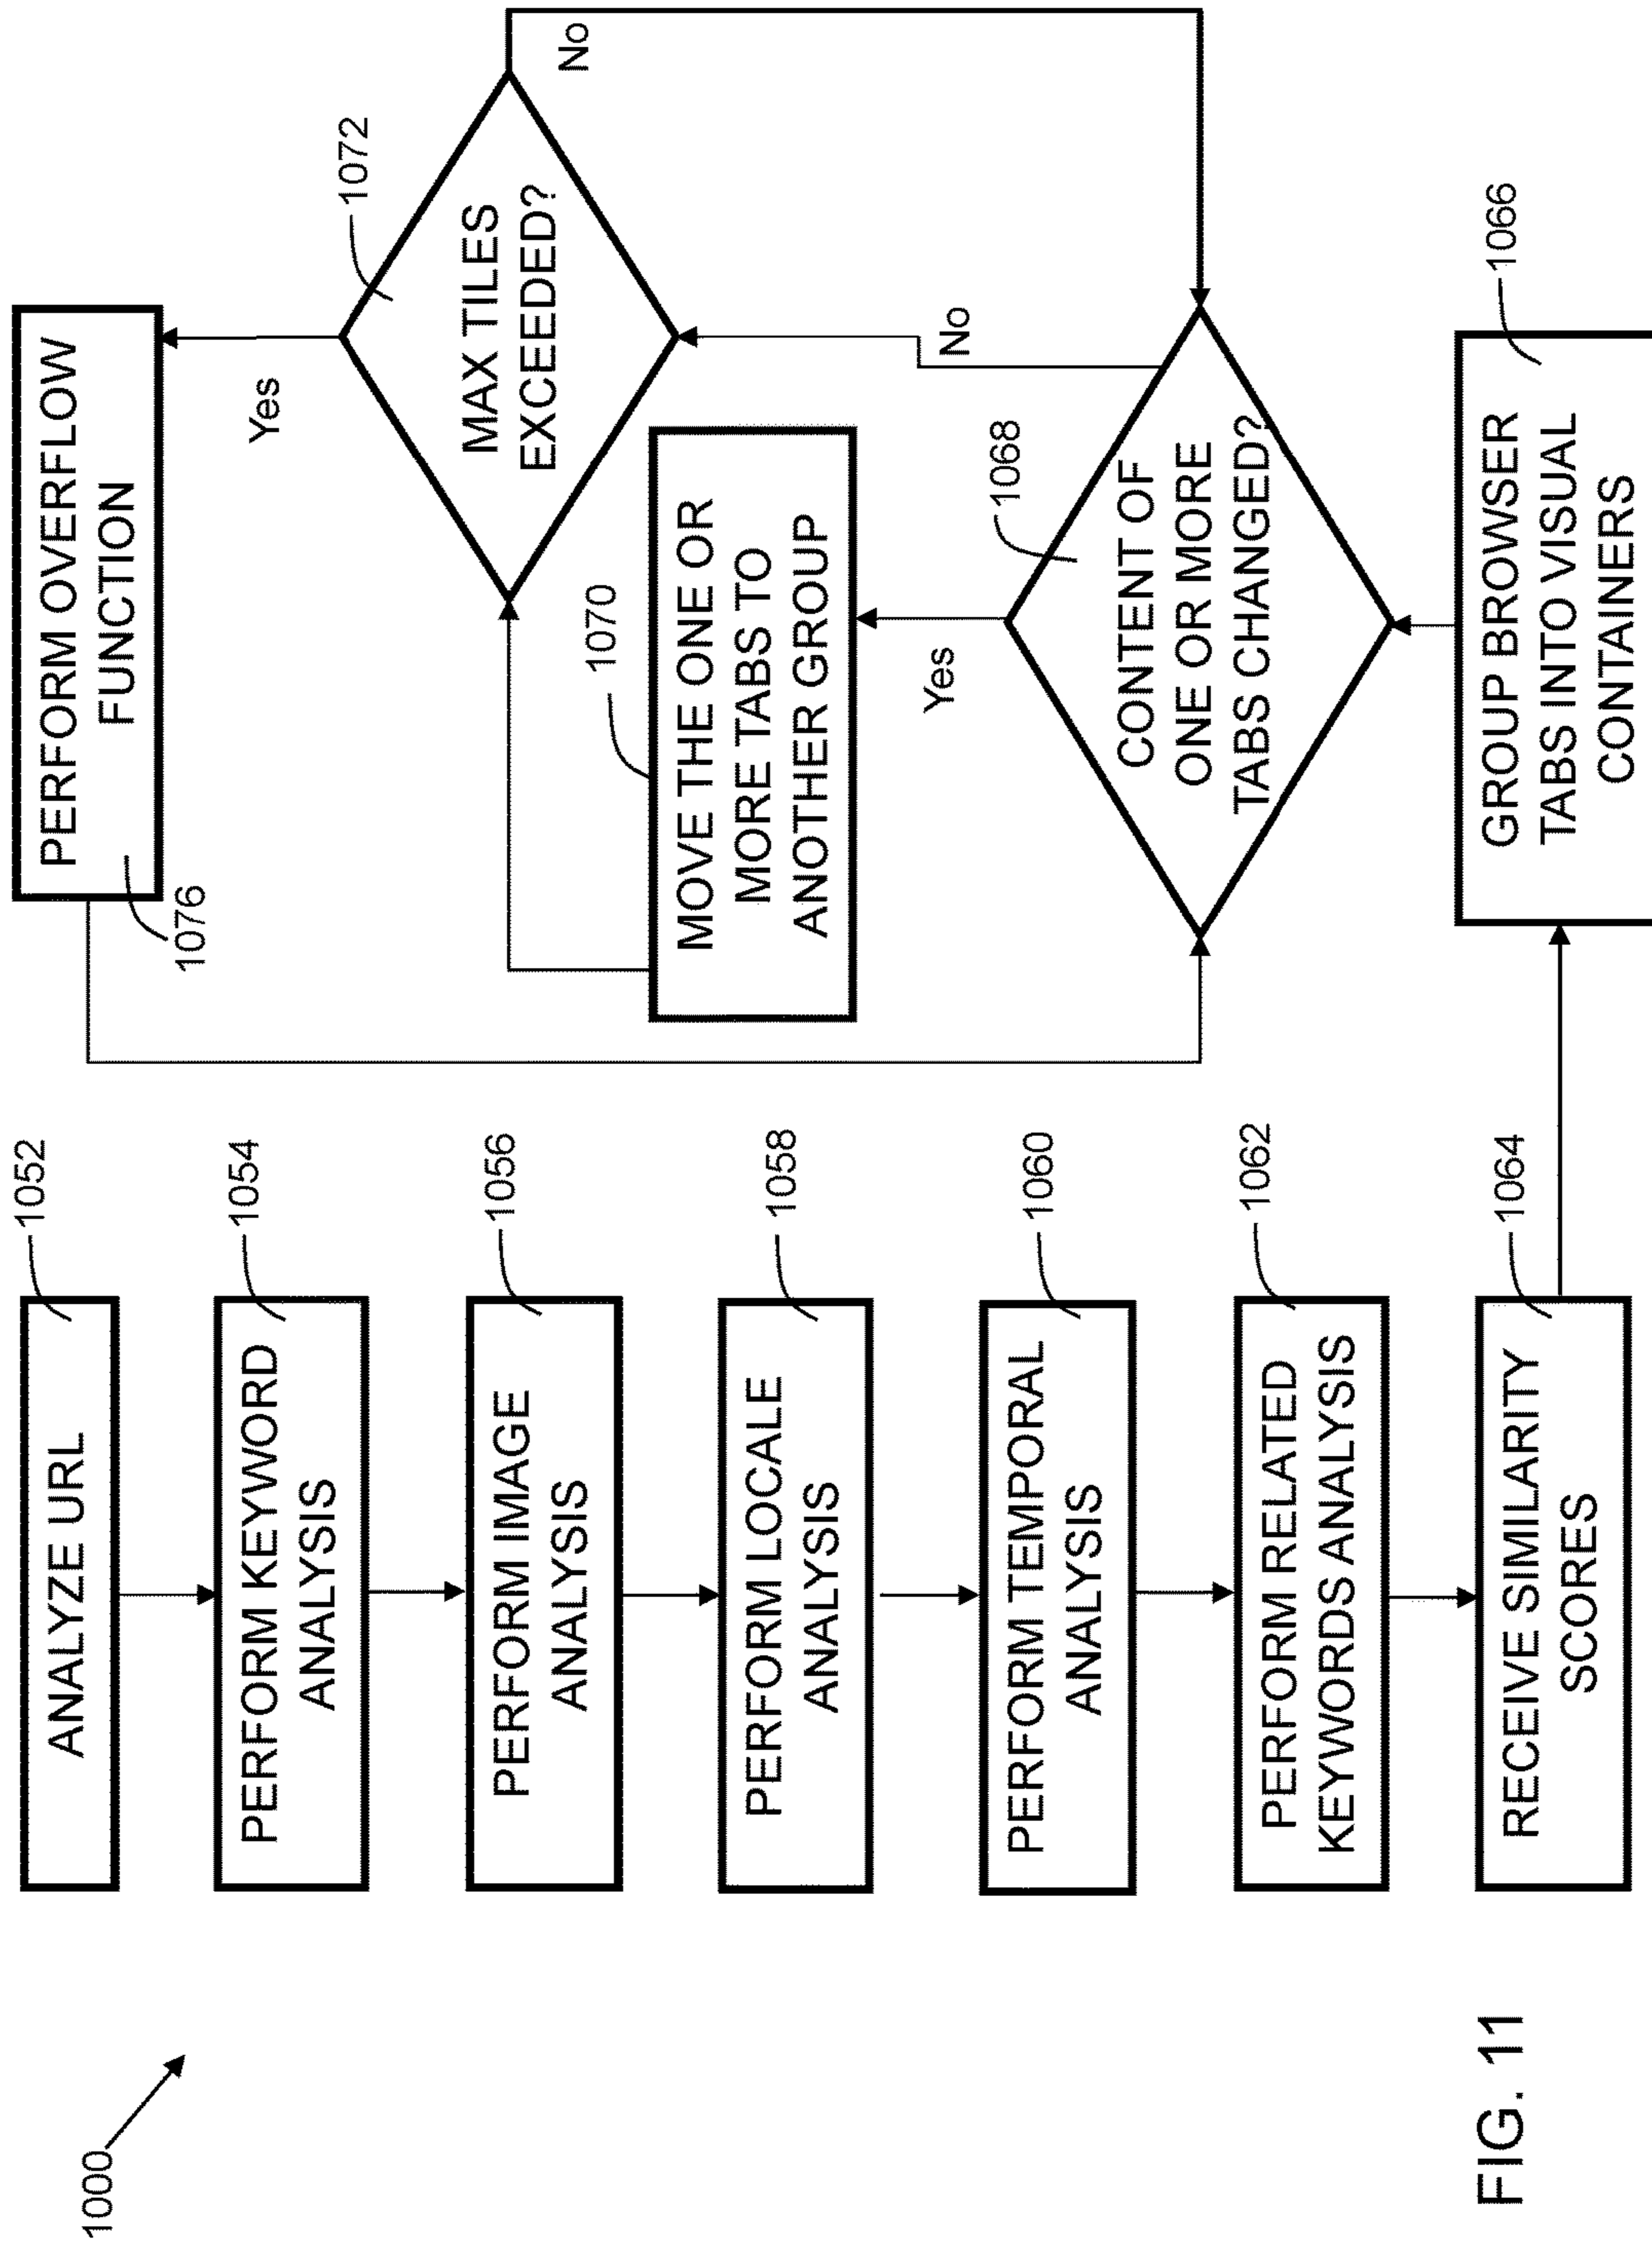 1000
ANALYZE URL
1052
PERFORM KEYWORD
ANALYSIS
1054
PERFORM IMAGE
ANALYSIS
1056
PERFORM LOCALE
ANALYSIS
1058
PERFORM TEMPORAL
ANALYSIS
1060
PERFORM RELATED
KEYWORDS ANALYSIS
1062
RECEIVE SIMILARITY
SCORES
1064
PERFORM OVERFLOW
FUNCTION
1076
Yes
MAX TILES
EXCEEDED?
1072
No
MOVE THE ONE OR
MORE TABS TO
ANOTHER GROUP
1070
No
Yes
CONTENT OF
ONE OR MORE
TABS CHANGED?
1068
GROUP BROWSER
TABS INTO VISUAL
CONTAINERS
1066
FIG. 11